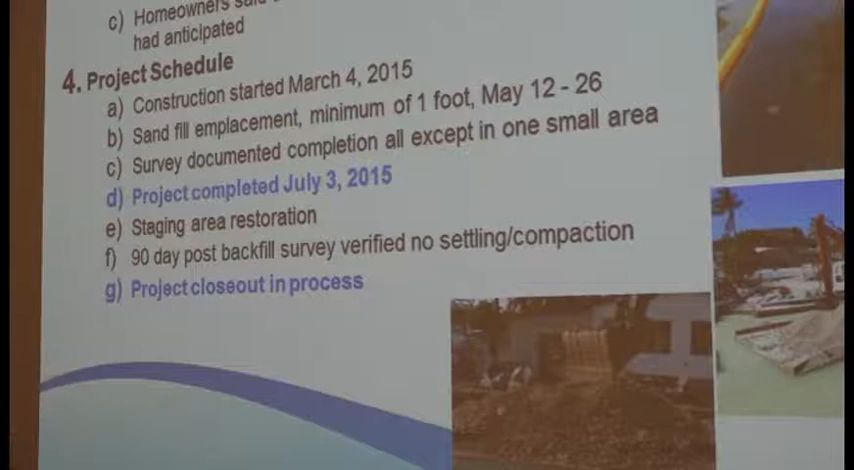 c) Homeowners said
had anticipated
4. Project Schedule
a) Construction started March 4, 2015
b) Sand fill emplacement, minimum of 1 foot, May 12 - 26
c) Survey documented completion all except in one small area
d) Project completed July 3, 2015
e) Staging area restoration
f) 90 day post backfill survey verified no settling/compaction
g) Project closeout in process